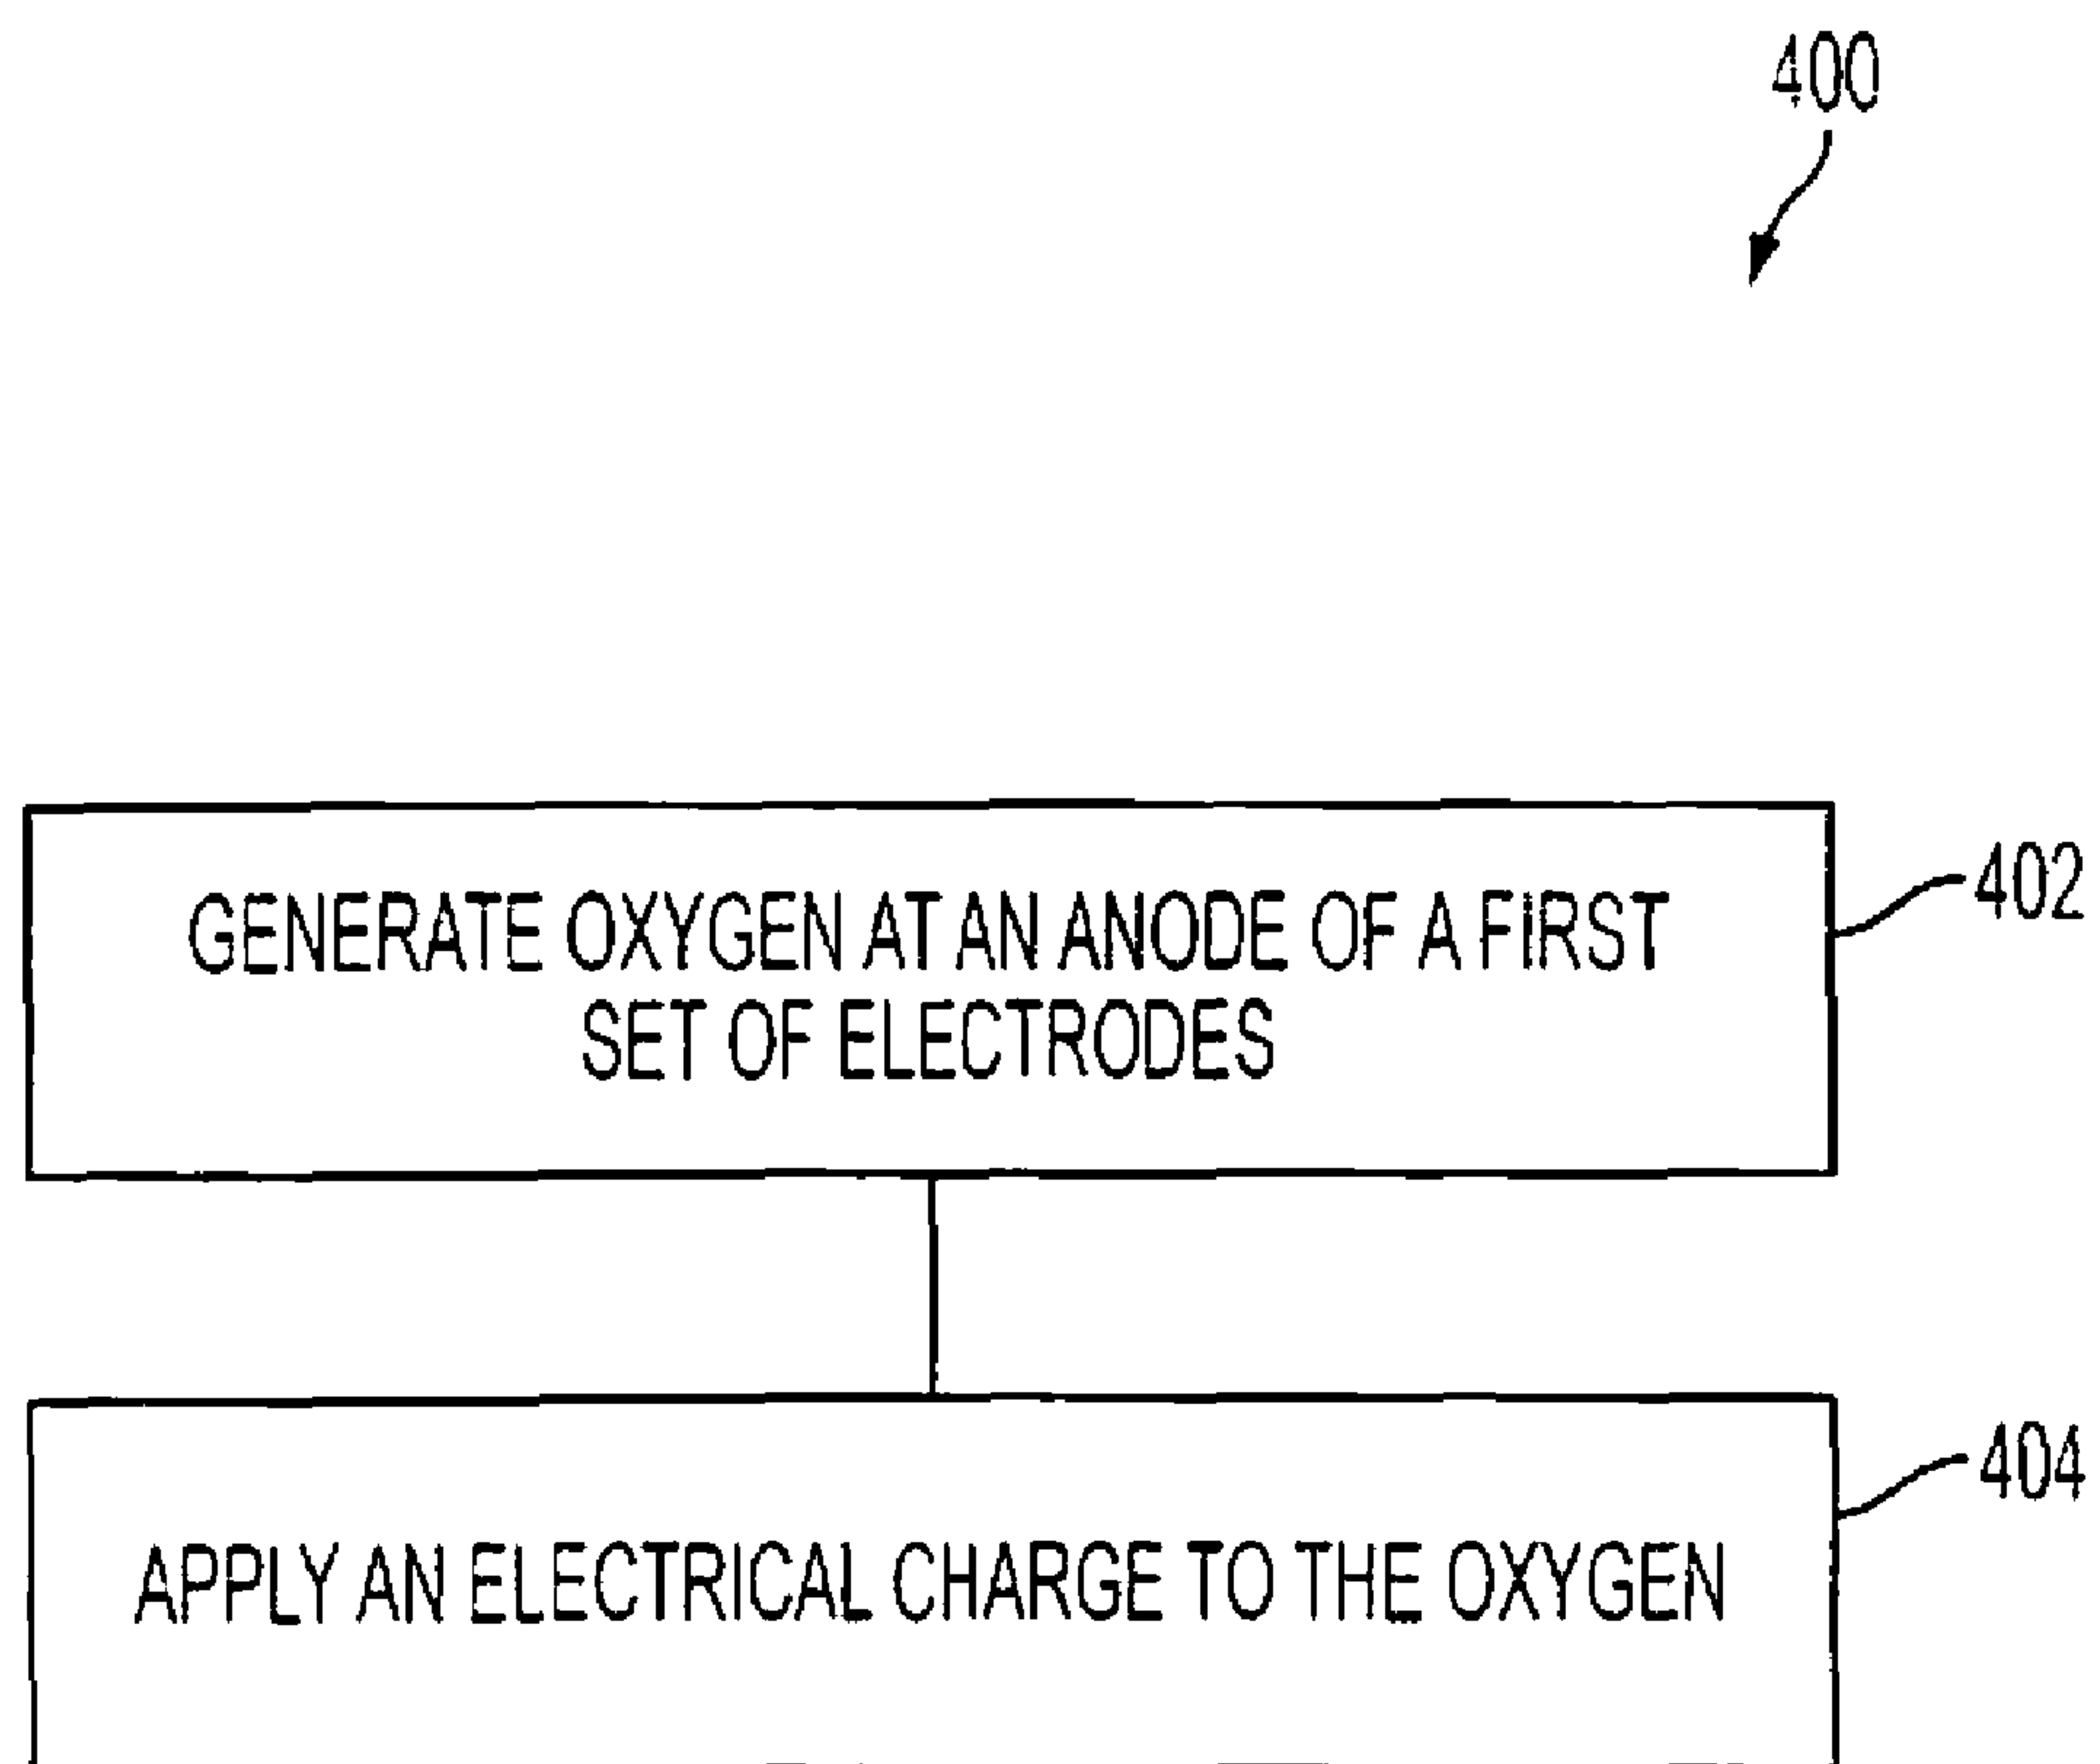 400
GENERATE OXYGEN AT AN ANODE OF A FIRST
SET OF ELECTRODES
402
APPLY AN ELECTRICAL CHARGE TO THE OXYGEN
404